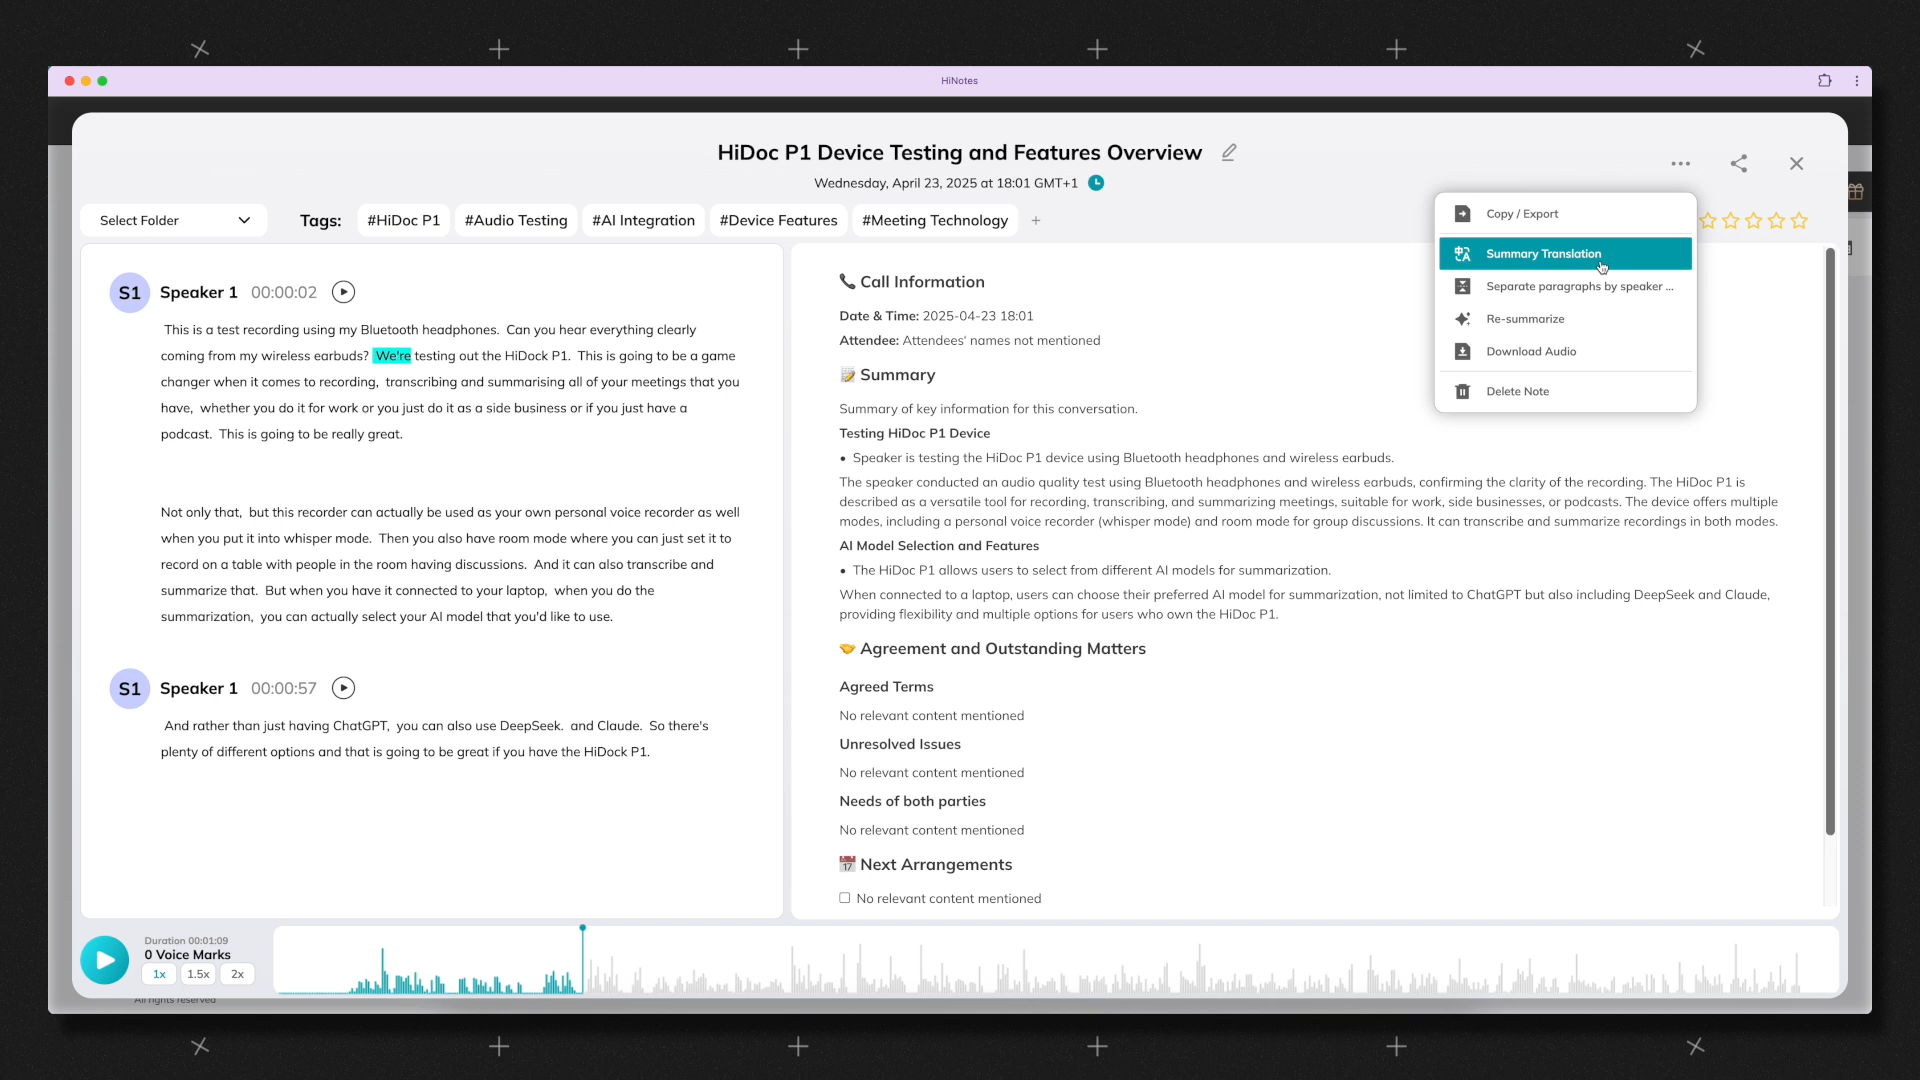 HiNotes
HiDoc P1 Device Testing and Features Overview
Wednesday, April 23, 2025 at 18:01 GMT+1
Select Folder
Tags: #HiDoc P1 #Audio Testing #AI Integration #Device Features #Meeting Technology +
Copy / Export
Summary Translation
Separate paragraphs by speaker ...
Re-summarize
Download Audio
Delete Note
S1 Speaker 1 00:00:02
This is a test recording using my Bluetooth headphones. Can you hear everything clearly
coming from my wireless earbuds? We're testing out the HiDock P1. This is going to be a game
changer when it comes to recording, transcribing and summarising all of your meetings that you
have, whether you do it for work or you just do it as a side business or if you just have a
podcast. This is going to be really great.
Not only that, but this recorder can actually be used as your own personal voice recorder as well
when you put it into whisper mode. Then you also have room mode where you can just set it to
record on a table with people in the room having discussions. And it can also transcribe and
summarize that. But when you have it connected to your laptop, when you do the
summarization, you can actually select your AI model that you'd like to use.
S1 Speaker 1 00:00:57
And rather than just having ChatGPT, you can also use DeepSeek. and Claude. So there's
plenty of different options and that is going to be great if you have the HiDock P1.
Call Information
Date & Time: 2025-04-23 18:01
Attendee: Attendees' names not mentioned
Summary
Summary of key information for this conversation.
Testing HiDoc P1 Device
• Speaker is testing the HiDoc P1 device using Bluetooth headphones and wireless earbuds.
The speaker conducted an audio quality test using Bluetooth headphones and wireless earbuds, confirming the clarity of the recording. The HiDoc P1 is
described as a versatile tool for recording, transcribing, and summarizing meetings, suitable for work, side businesses, or podcasts. The device offers multiple
modes, including a personal voice recorder (whisper mode) and room mode for group discussions. It can transcribe and summarize recordings in both modes.
AI Model Selection and Features
• The HiDoc P1 allows users to select from different AI models for summarization.
When connected to a laptop, users can choose their preferred AI model for summarization, not limited to ChatGPT but also including DeepSeek and Claude,
providing flexibility and multiple options for users who own the HiDoc P1.
Agreement and Outstanding Matters
Agreed Terms
No relevant content mentioned
Unresolved Issues
No relevant content mentioned
Needs of both parties
No relevant content mentioned
17 Next Arrangements
No relevant content mentioned
Duration 00:01:09
0 Voice Marks
1x 1.5x 2x
All rights reserved